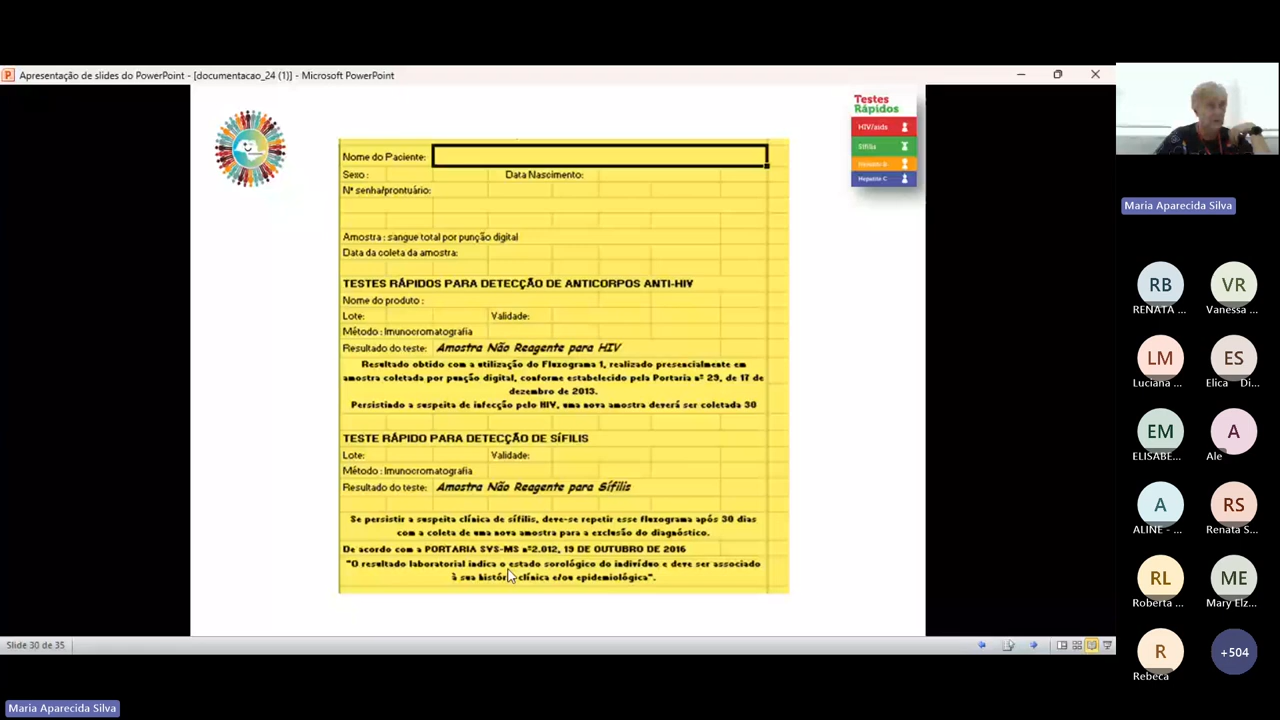 Apresentação de slides do PowerPoint - [documentacao_24 (1)] - Microsoft PowerPoint
Testes
Rápidos
HIV/aids
Sífilis
Hepatite B
Hepatite C
Nome do Paciente:
Sexo : Data Nascimento:
Nº senha/prontuário:
Amostra : sangue total por punção digital
Data da coleta da amostra:
TESTES RÁPIDOS PARA DETECÇÃO DE ANTICORPOS ANTI-HIV
Nome do produto :
Lote: Validade:
Método : Imunocromatografia
Resultado do teste: Amostra Não Reagente para HIV
Resultado obtido com a utilização do Fluxograma 1, realizado presencialmente em
amostra coletada por punção digital, conforme estabelecido pela Portaria nº 29, de 17 de
dezembro de 2013.
Persistindo a suspeita de infecção pelo HIV, uma nova amostra deverá ser coletada 30
TESTE RÁPIDO PARA DETECÇÃO DE SÍFILIS
Lote: Validade:
Método : Imunocromatografia
Resultado do teste: Amostra Não Reagente para Sífilis
Se persistir a suspeita clínica de sífilis, deve-se repetir esse fluxograma após 30 dias
com a coleta de uma nova amostra para a exclusão do diagnóstico.
De acordo com a PORTARIA SVS-MS nº2.012, 19 DE OUTUBRO DE 2016
"O resultado laboratorial indica o estado sorológico do indivíduo e deve ser associado
à sua história clínica e/ou epidemiológica".
Slide 30 de 35
Maria Aparecida Silva
Maria Aparecida Silva
RB VR
RENATA ... Vanessa ...
LM ES
Luciana ... Elica Di...
EM A
ELISABE... Ale
A RS
ALINE - ... Renata S...
RL ME
Roberta ... Mary Elz...
R +504
Rebeca